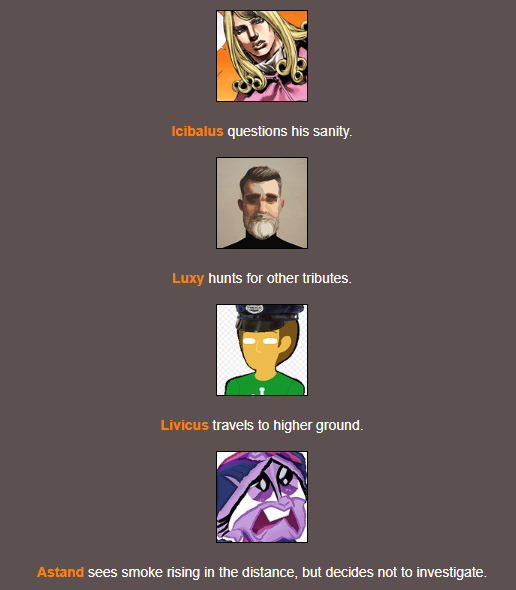 Icibalus questions his sanity.
Luxy hunts for other tributes.
Livicus travels to higher ground.
Astand sees smoke rising in the distance, but decides not to investigate.